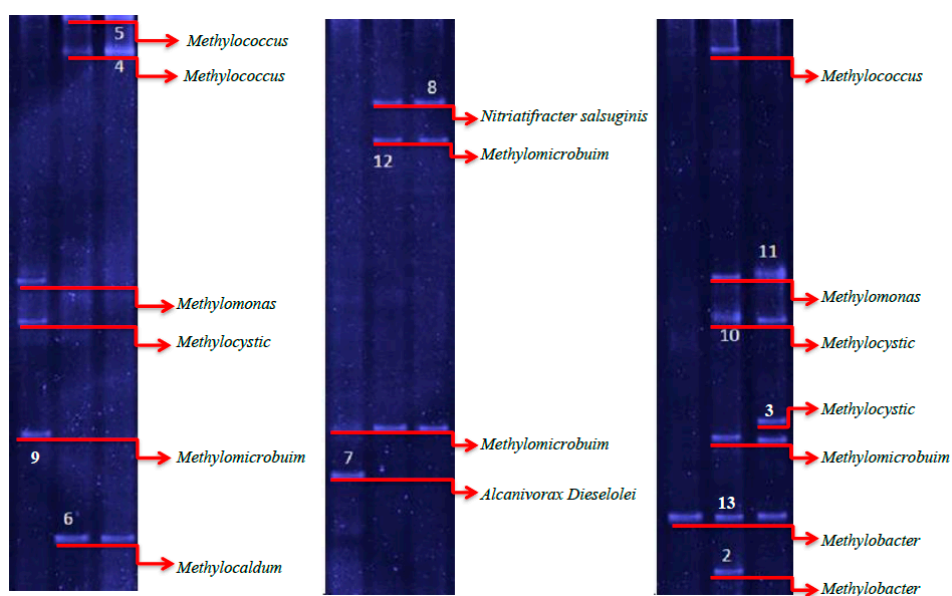 5
Methylococcus
4
Methylococcus
Methylomonas
Methylocystic
9
Methylomicrobuim
6
Methylocaldum
8
Nitriatifracter salsuginis
12
Methylomicrobuim
Methylomicrobuim
7
Alcanivorax Dieselolei
Methylococcus
11
Methylomonas
10
Methylocystic
3
Methylocystic
Methylomicrobuim
13
Methylobacter
2
Methylobacter